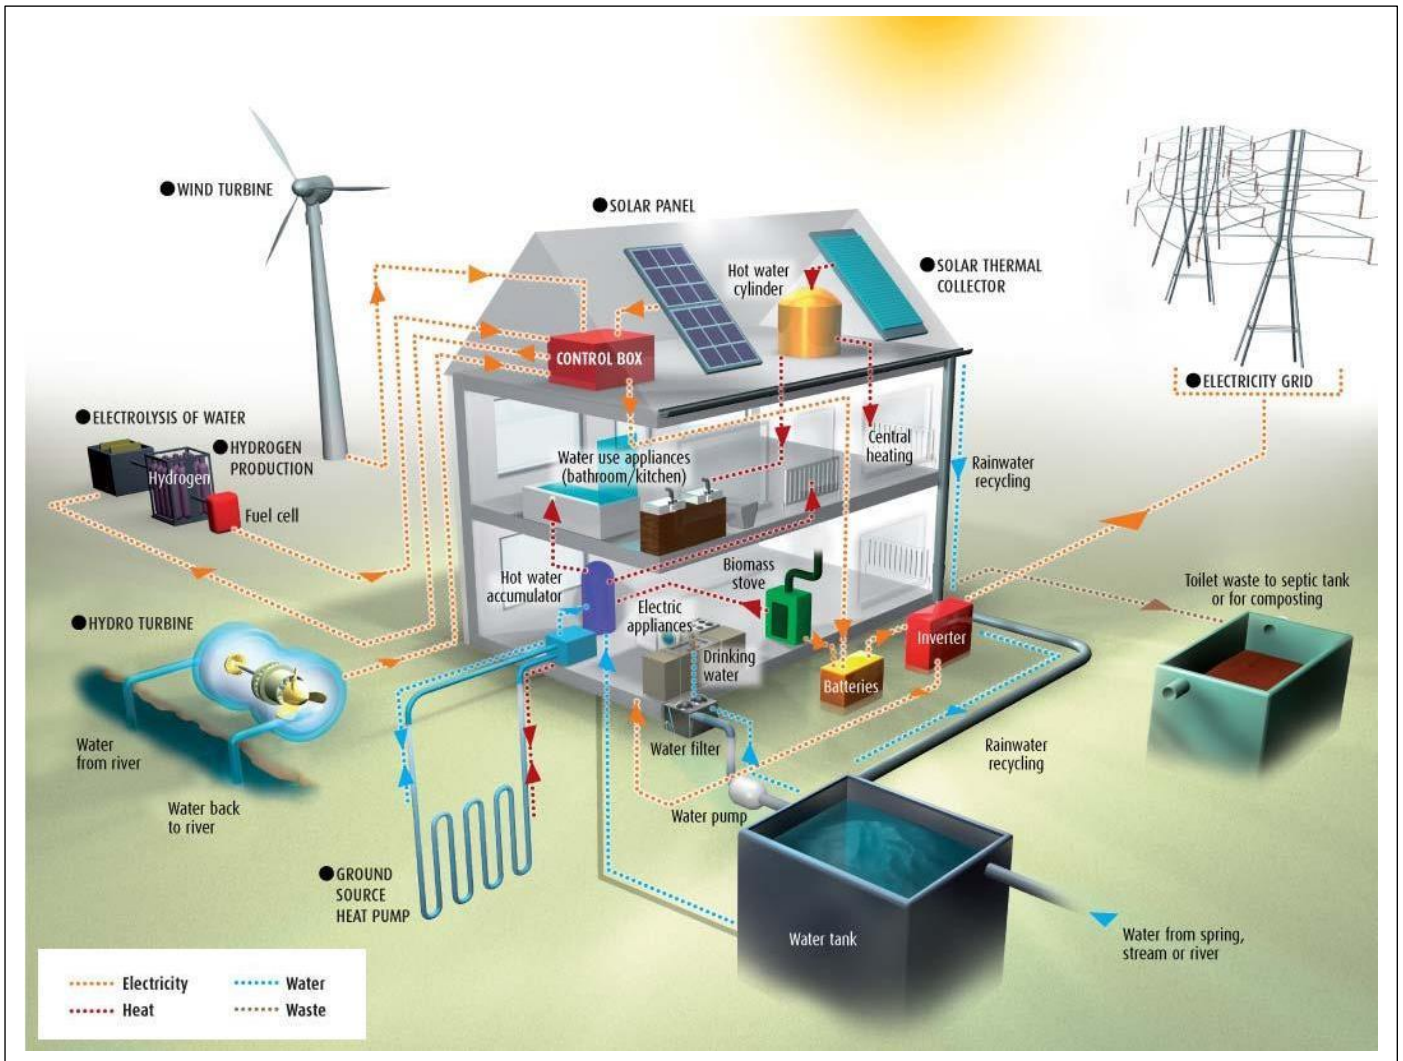 WIND TURBINE
SOLAR PANEL
Hot water
cylinder
SOLAR THERMAL
COLLECTOR
CONTROL BOX
ELECTRICITY GRID
ELECTROLYSIS OF WATER
HYDROGEN
PRODUCTION
Hydrogen
Fuel cell
Water use appliances
(bathroom/kitchen)
Central
heating
Rainwater
recycling
Hot water
accumulator
Biomass
stove
Electric
appliances
Drinking
water
Inverter
Batteries
Toilet waste to septic tank
or for composting
HYDRO TURBINE
Water
from river
Water back
to river
Water filter
Water pump
Rainwater
recycling
GROUND
SOURCE
HEAT PUMP
Water tank
Water from spring,
stream or river
Electricity
Water
Heat
Waste